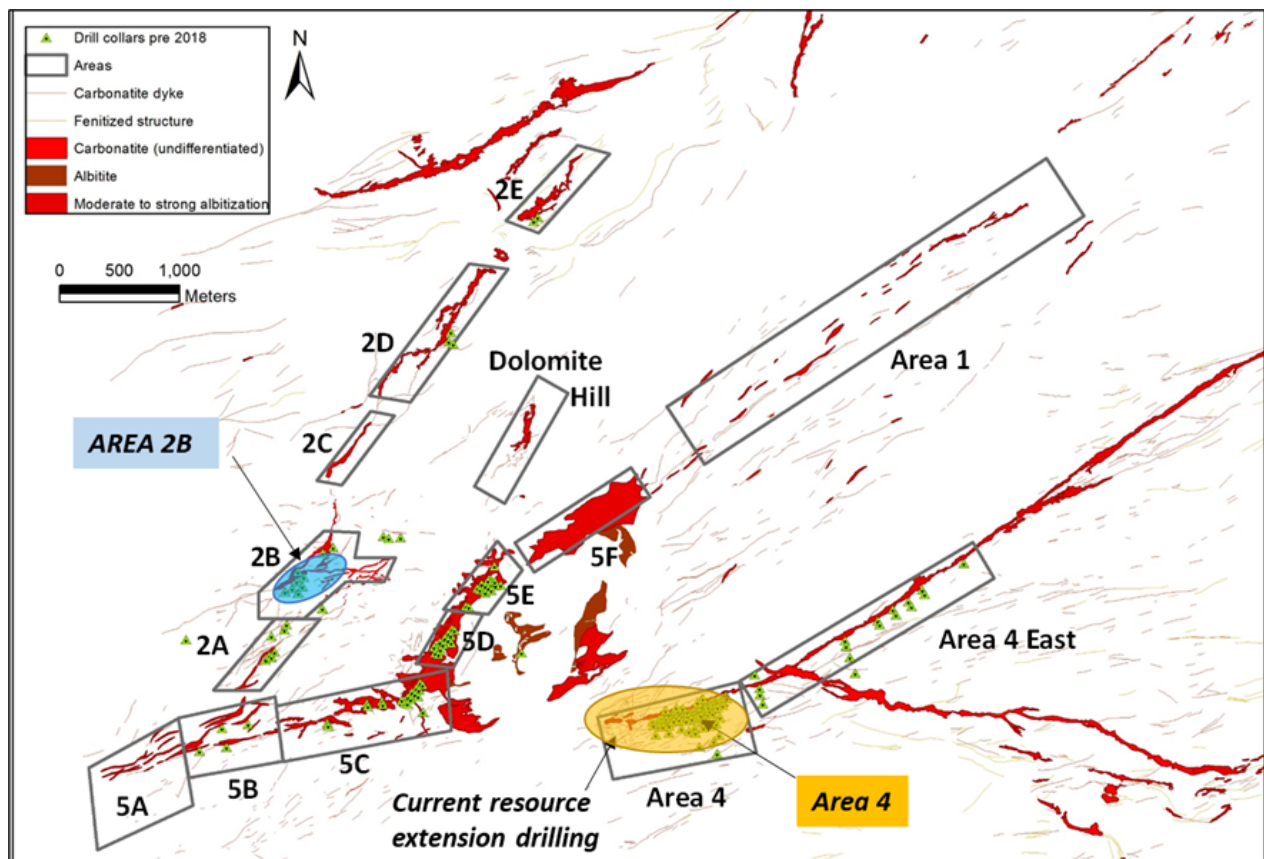 Drill collars pre 2018
Areas
Carbonatite dyke
Fenitized structure
Carbonatite (undifferentiated)
Albitite
Moderate to strong albitization
N
0 500 1,000
Meters
2E
2D
Dolomite
Hill
Area 1
2C
AREA 2B
2B
5F
5E
2A
5D
Area 4 East
5C
5B
5A
Area 4
Current resource
extension drilling
Area 4